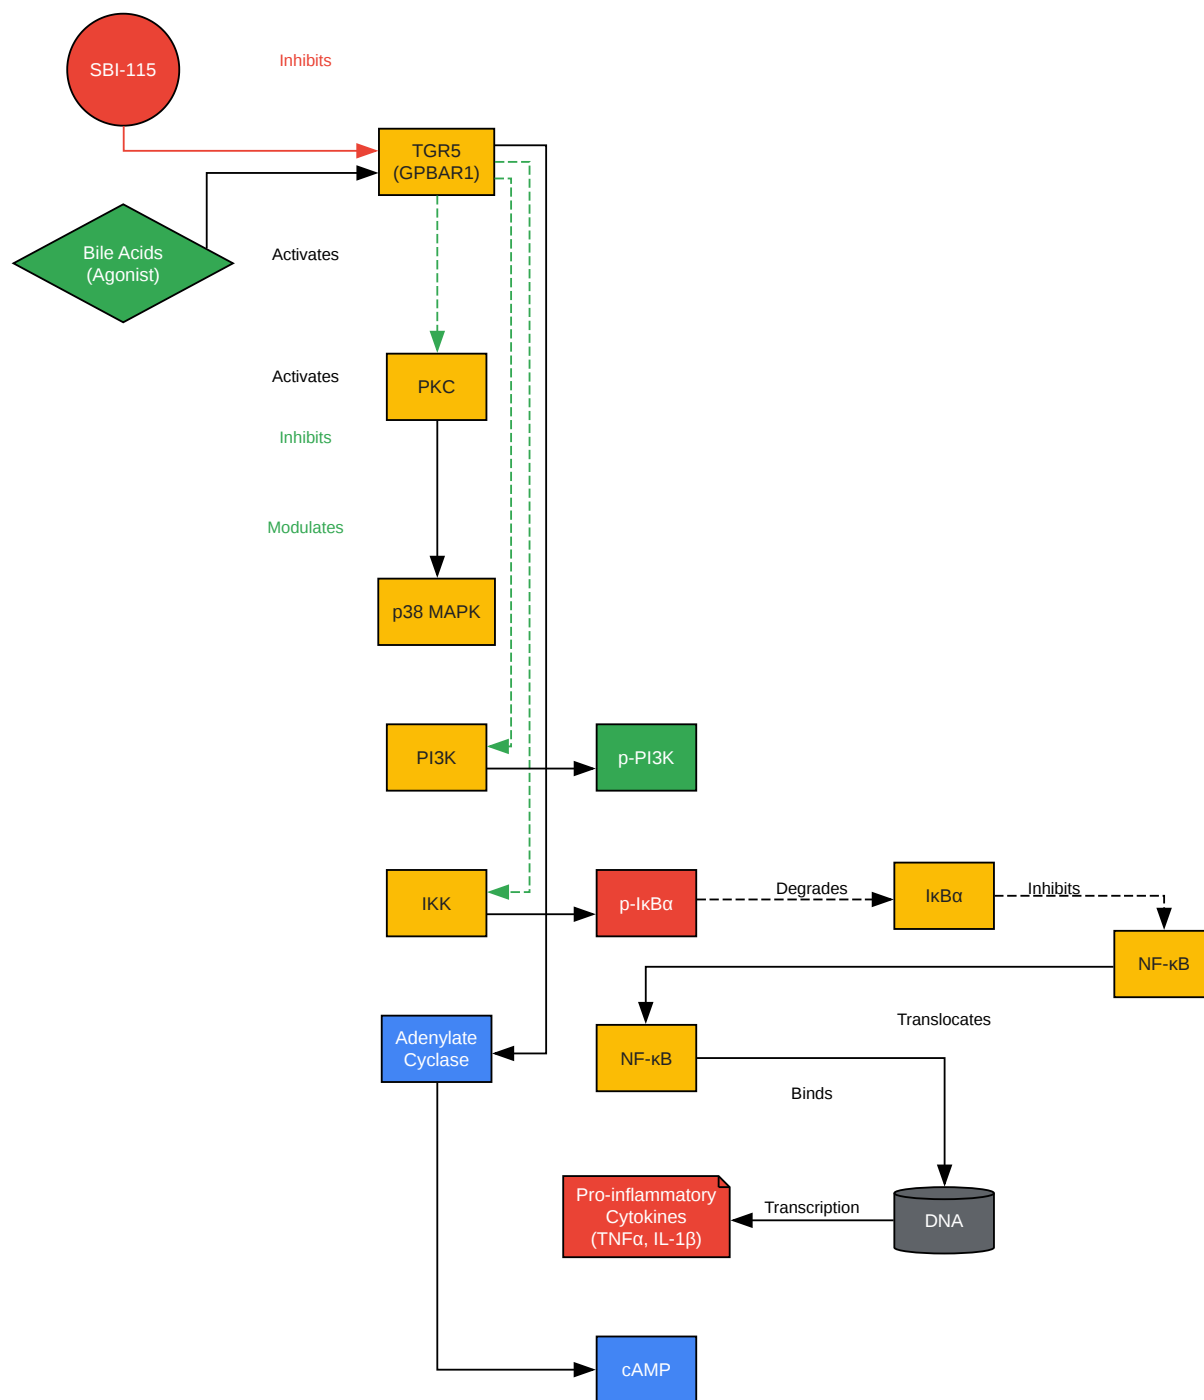 SBI-115
Inhibits
TGR5
(GPBAR1)
Bile Acids
(Agonist)
Activates
PKC
Activates
Inhibits
Modulates
p38 MAPK
PI3K
p-PI3K
IKK
p-IκBα
Degrades
IκBα
Inhibits
NF-κB
Translocates
Adenylate
Cyclase
NF-κB
Binds
Pro-inflammatory
Cytokines
(TNFα, IL-1β)
Transcription
DNA
cAMP